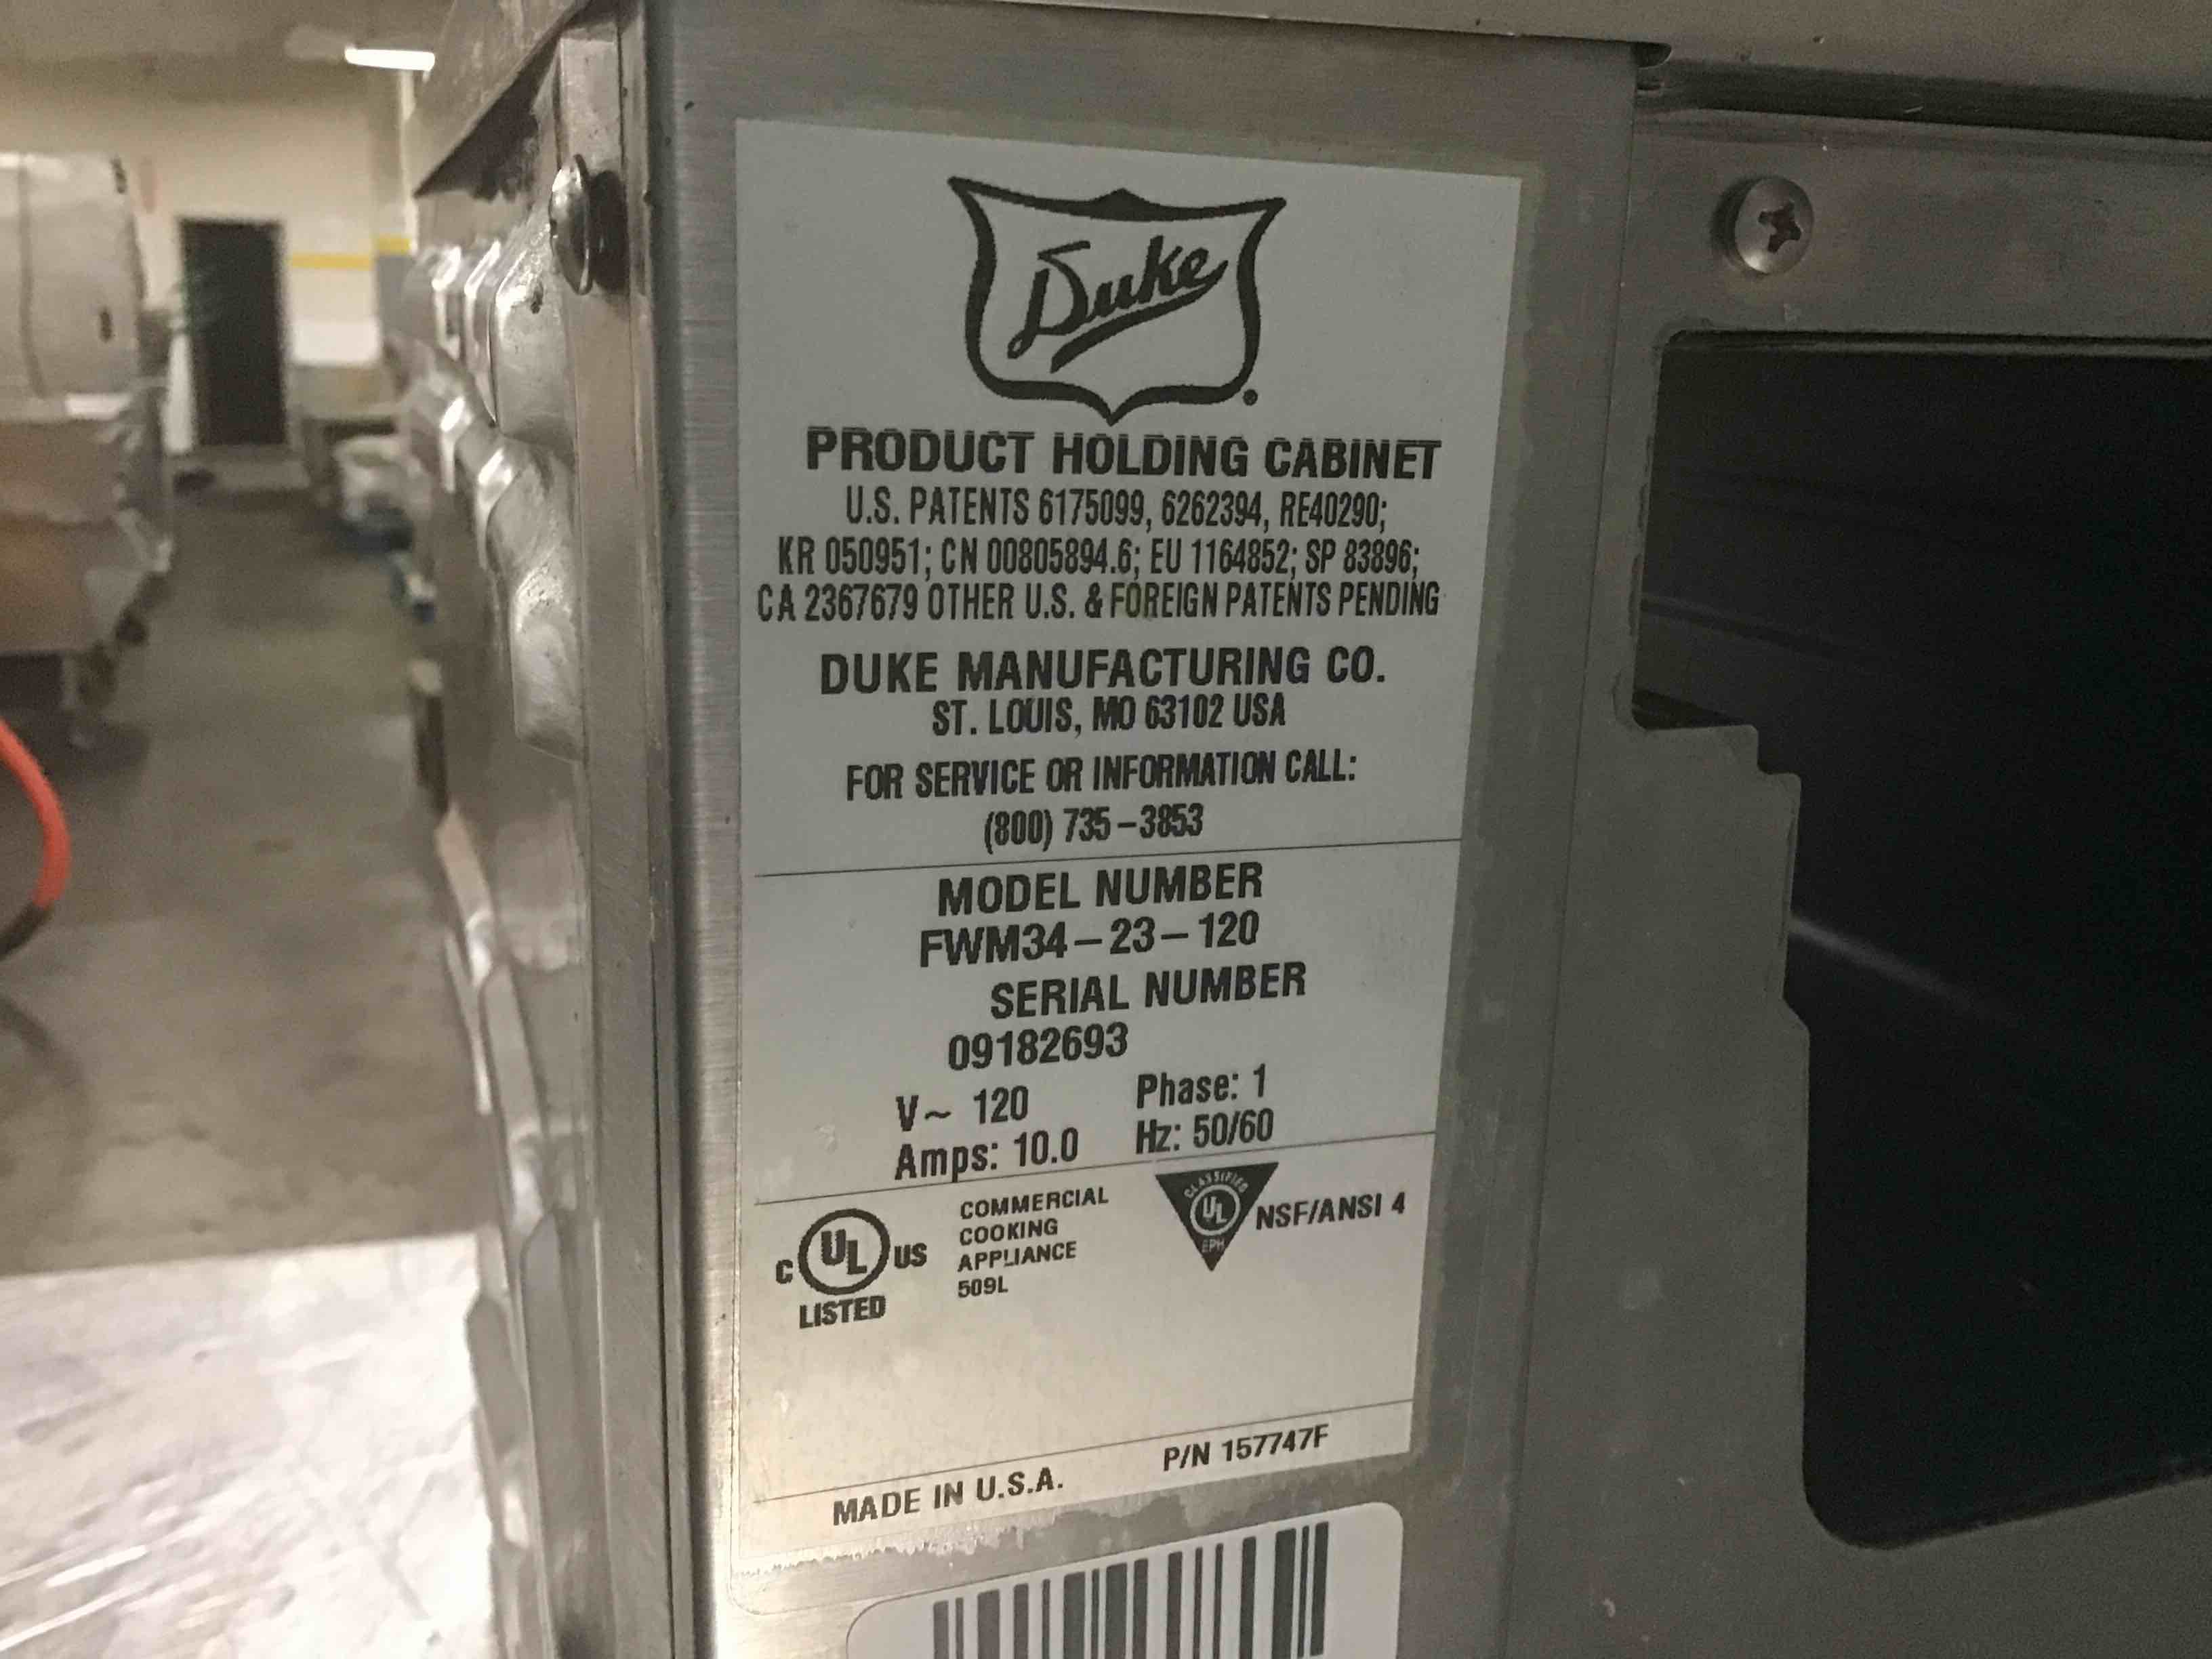 Duke
PRODUCT HOLDING CABINET
U.S. PATENTS 6175099, 6262394, RE40290;
KR 050951; CN 00805894.6; EU 1164852; SP 83896;
CA 2367679 OTHER U.S. & FOREIGN PATENTS PENDING
DUKE MANUFACTURING CO.
ST. LOUIS, MO 63102 USA
FOR SERVICE OR INFORMATION CALL:
(800) 735-3853
MODEL NUMBER
FWM34-23-120
SERIAL NUMBER
09182693
V~ 120 Phase: 1
Amps: 10.0 Hz: 50/60
C UL US
LISTED
COMMERCIAL
COOKING
APPLIANCE
509L
CLASSIFIED
UL
EPH
NSF/ANSI 4
MADE IN U.S.A. P/N 157747F